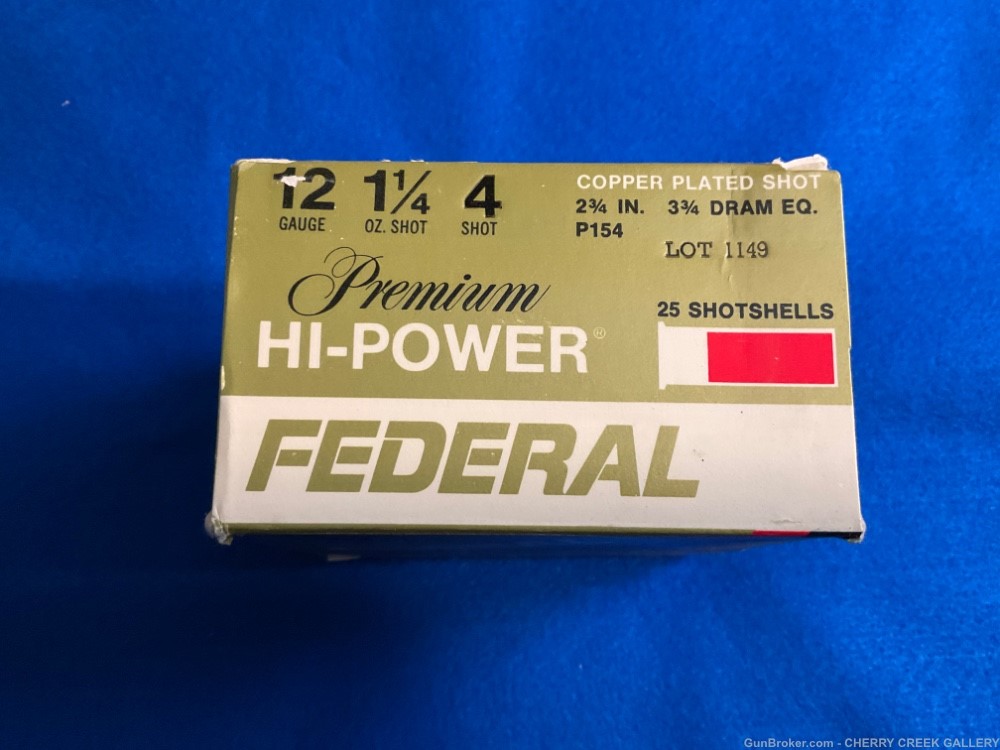 12 1¼ 4
GAUGE OZ. SHOT SHOT
COPPER PLATED SHOT
2¾ IN. 3¾ DRAM EQ.
P154
LOT 1149
Premium
HI-POWER®
25 SHOTSHELLS
FEDERAL
GunBroker.com - CHERRY CREEK GALLERY